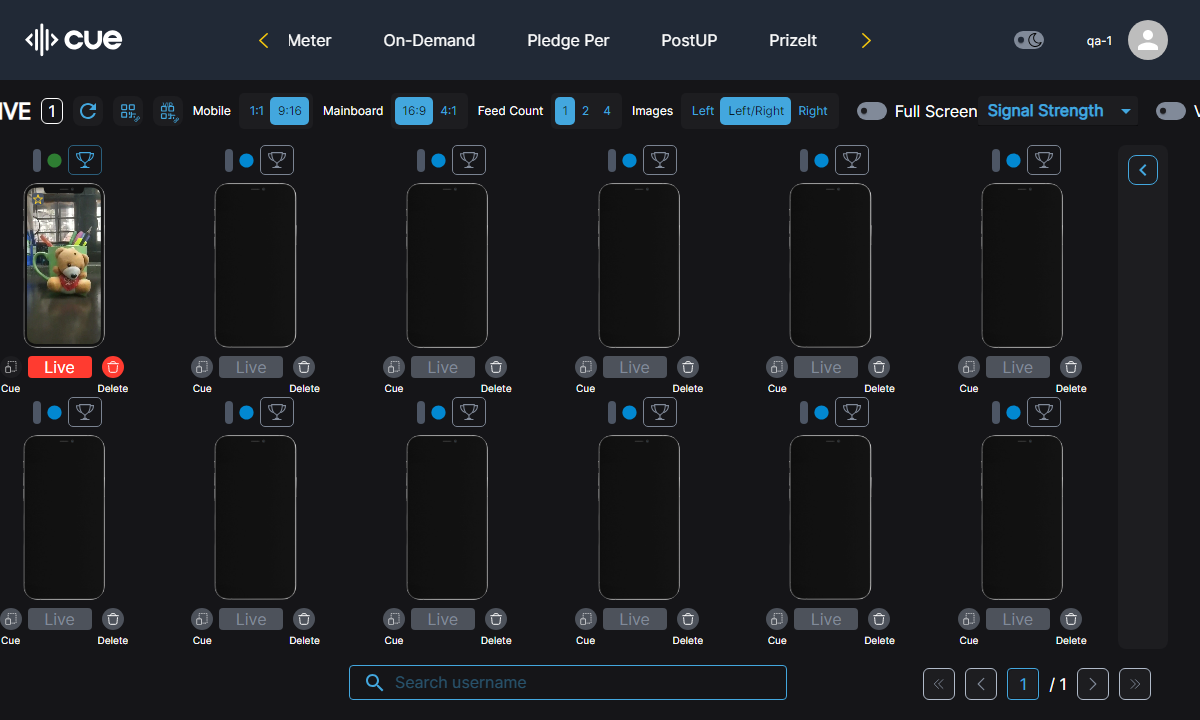 cue
Meter On-Demand Pledge Per PostUP PrizeIt qa-1
IVE 1 Mobile 1:1 9:16 Mainboard 16:9 4:1 Feed Count 1 2 4 Images Left Left/Right Right Full Screen Signal Strength V
Live Live Live Live Live Live
Cue Delete Cue Delete Cue Delete Cue Delete Cue Delete Cue Delete
Live Live Live Live Live Live
Cue Delete Cue Delete Cue Delete Cue Delete Cue Delete Cue Delete
Search username 1 / 1